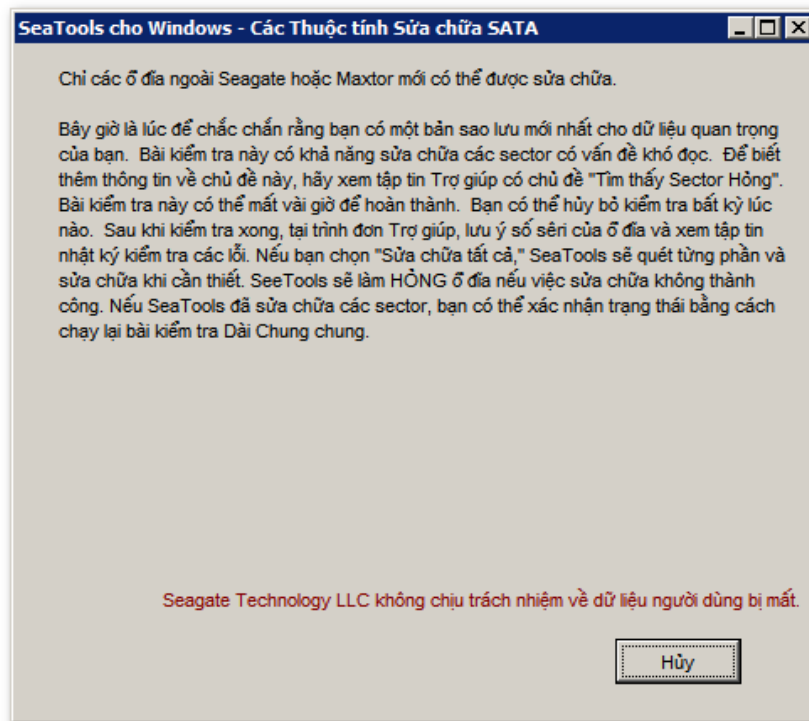 SeaTools cho Windows - Các Thuộc tính Sửa chữa SATA
Chỉ các ổ đĩa ngoài Seagate hoặc Maxtor mới có thể được sửa chữa.
Bây giờ là lúc để chắc chắn rằng bạn có một bản sao lưu mới nhất cho dữ liệu quan trọng
của bạn. Bài kiểm tra này có khả năng sửa chữa các sector có vấn đề khó đọc. Để biết
thêm thông tin về chủ đề này, hãy xem tập tin Trợ giúp có chủ đề "Tìm thấy Sector Hỏng".
Bài kiểm tra này có thể mất vài giờ để hoàn thành. Bạn có thể hủy bỏ kiểm tra bất kỳ lúc
nào. Sau khi kiểm tra xong, tại trình đơn Trợ giúp, lưu ý số sêri của ổ đĩa và xem tập tin
nhật ký kiểm tra các lỗi. Nếu bạn chọn "Sửa chữa tất cả," SeaTools sẽ quét từng phần và
sửa chữa khi cần thiết. SeeTools sẽ làm HỎNG ổ đĩa nếu việc sửa chữa không thành
công. Nếu SeaTools đã sửa chữa các sector, bạn có thể xác nhận trạng thái bằng cách
chạy lại bài kiểm tra Dài Chung chung.
Seagate Technology LLC không chịu trách nhiệm về dữ liệu người dùng bị mất.
Hủy